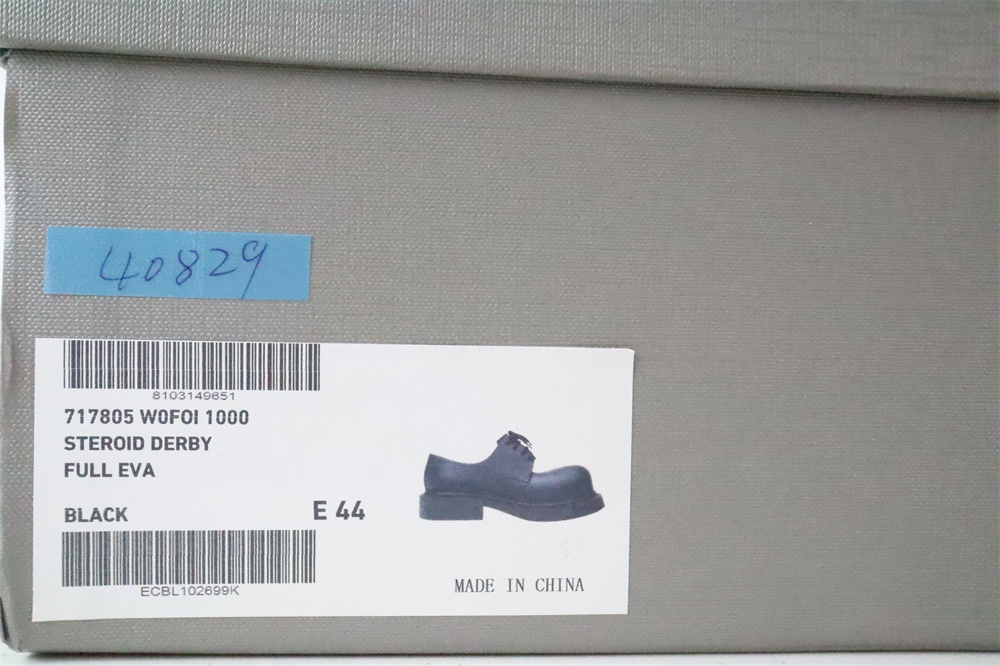 40829
8103149651
717805 W0FOI 1000
STEROID DERBY
FULL EVA
BLACK E 44
ECBL102699K
MADE IN CHINA